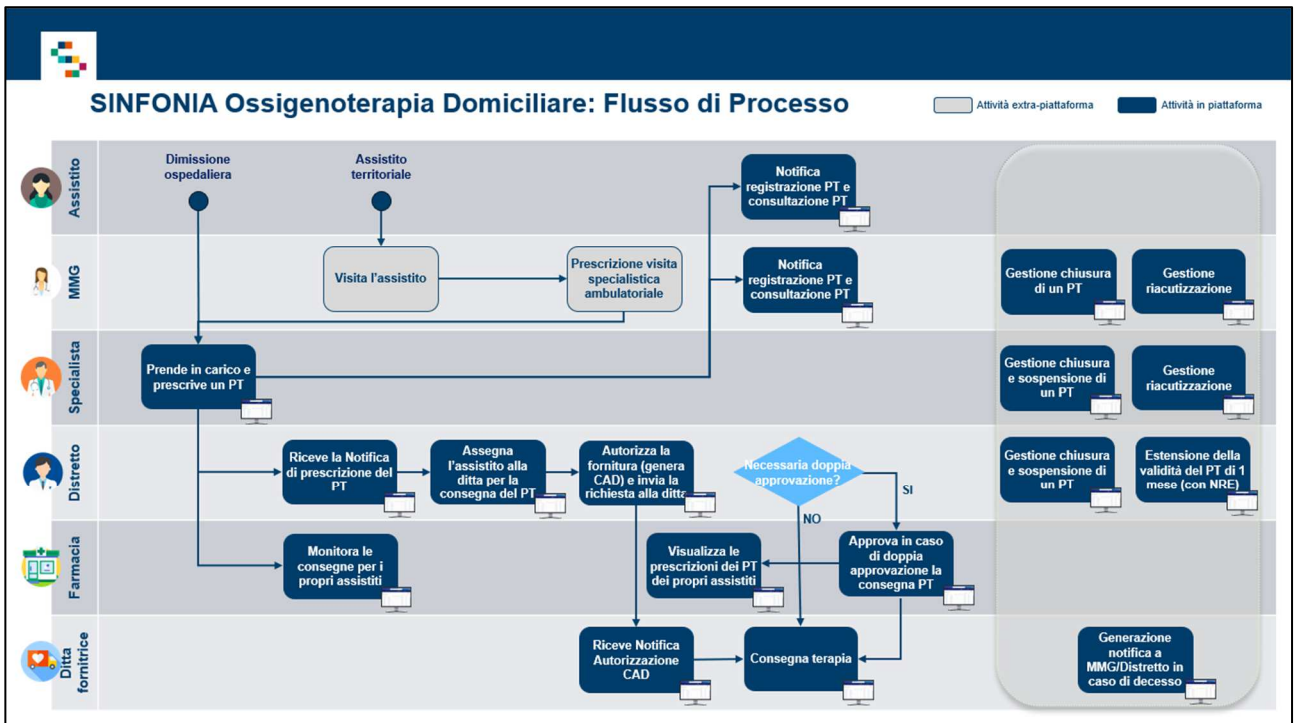 SINFONIA Ossigenoterapia Domiciliare: Flusso di Processo
Attività extra-piattaforma
Attività in piattaforma
Assistito
Dimissione
ospedaliera
Assistito
territoriale
Notifica
registrazione PT e
consultazione PT
MMG
Visita l'assistito
Prescrizione visita
specialistica
ambulatoriale
Notifica
registrazione PT e
consultazione PT
Gestione chiusura
di un PT
Gestione
riacutizzazione
Specialista
Prende in carico e
prescrive un PT
Gestione chiusura
e sospensione di
un PT
Gestione
riacutizzazione
Distretto
Riceve la Notifica
di prescrizione del
PT
Assegna
l'assistito alla
ditta per la
consegna del PT
Autorizza la
fornitura (genera
CAD) e invia la
richiesta alla ditta
Necessaria doppia
approvazione?
SI
NO
Gestione chiusura
e sospensione di
un PT
Estensione della
validità del PT di 1
mese (con NRE)
Farmacia
Monitora le
consegne per i
propri assistiti
Visualizza le
prescrizioni dei PT
dei propri assistiti
Approva in caso
di doppia
approvazione la
consegna PT
Ditta
fornitrice
Riceve Notifica
Autorizzazione
CAD
Consegna terapia
Generazione
notifica a
MMG/Distretto in
caso di decesso